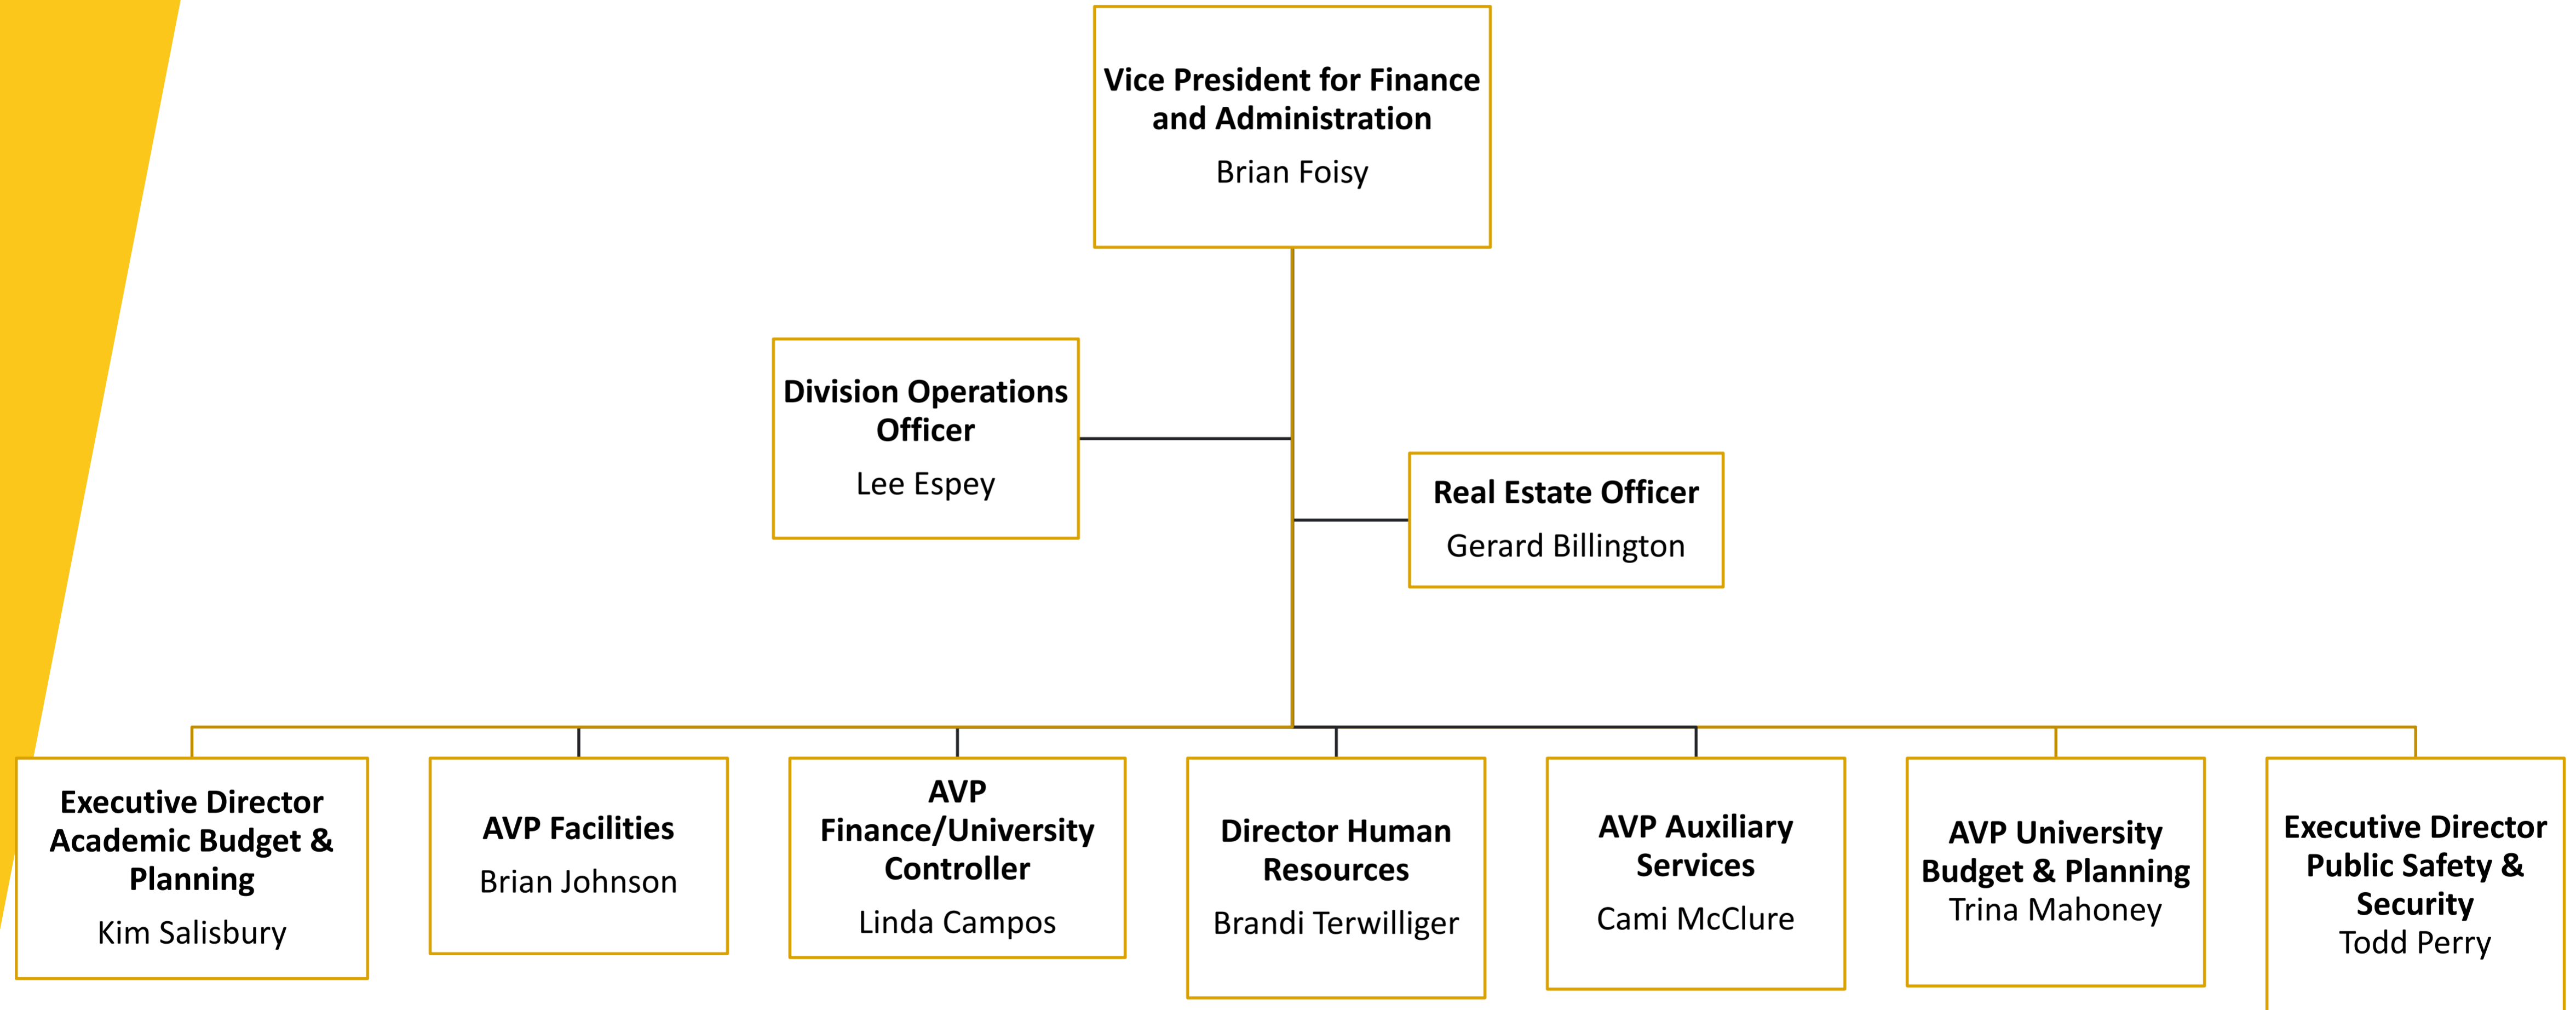 Vice President for Finance
and Administration
Brian Foisy
Division Operations
Officer
Lee Espey
Real Estate Officer
Gerard Billington
Executive Director
Academic Budget &
Planning
Kim Salisbury
AVP Facilities
Brian Johnson
AVP
Finance/University
Controller
Linda Campos
Director Human
Resources
Brandi Terwilliger
AVP Auxiliary
Services
Cami McClure
AVP University
Budget & Planning
Trina Mahoney
Executive Director
Public Safety &
Security
Todd Perry